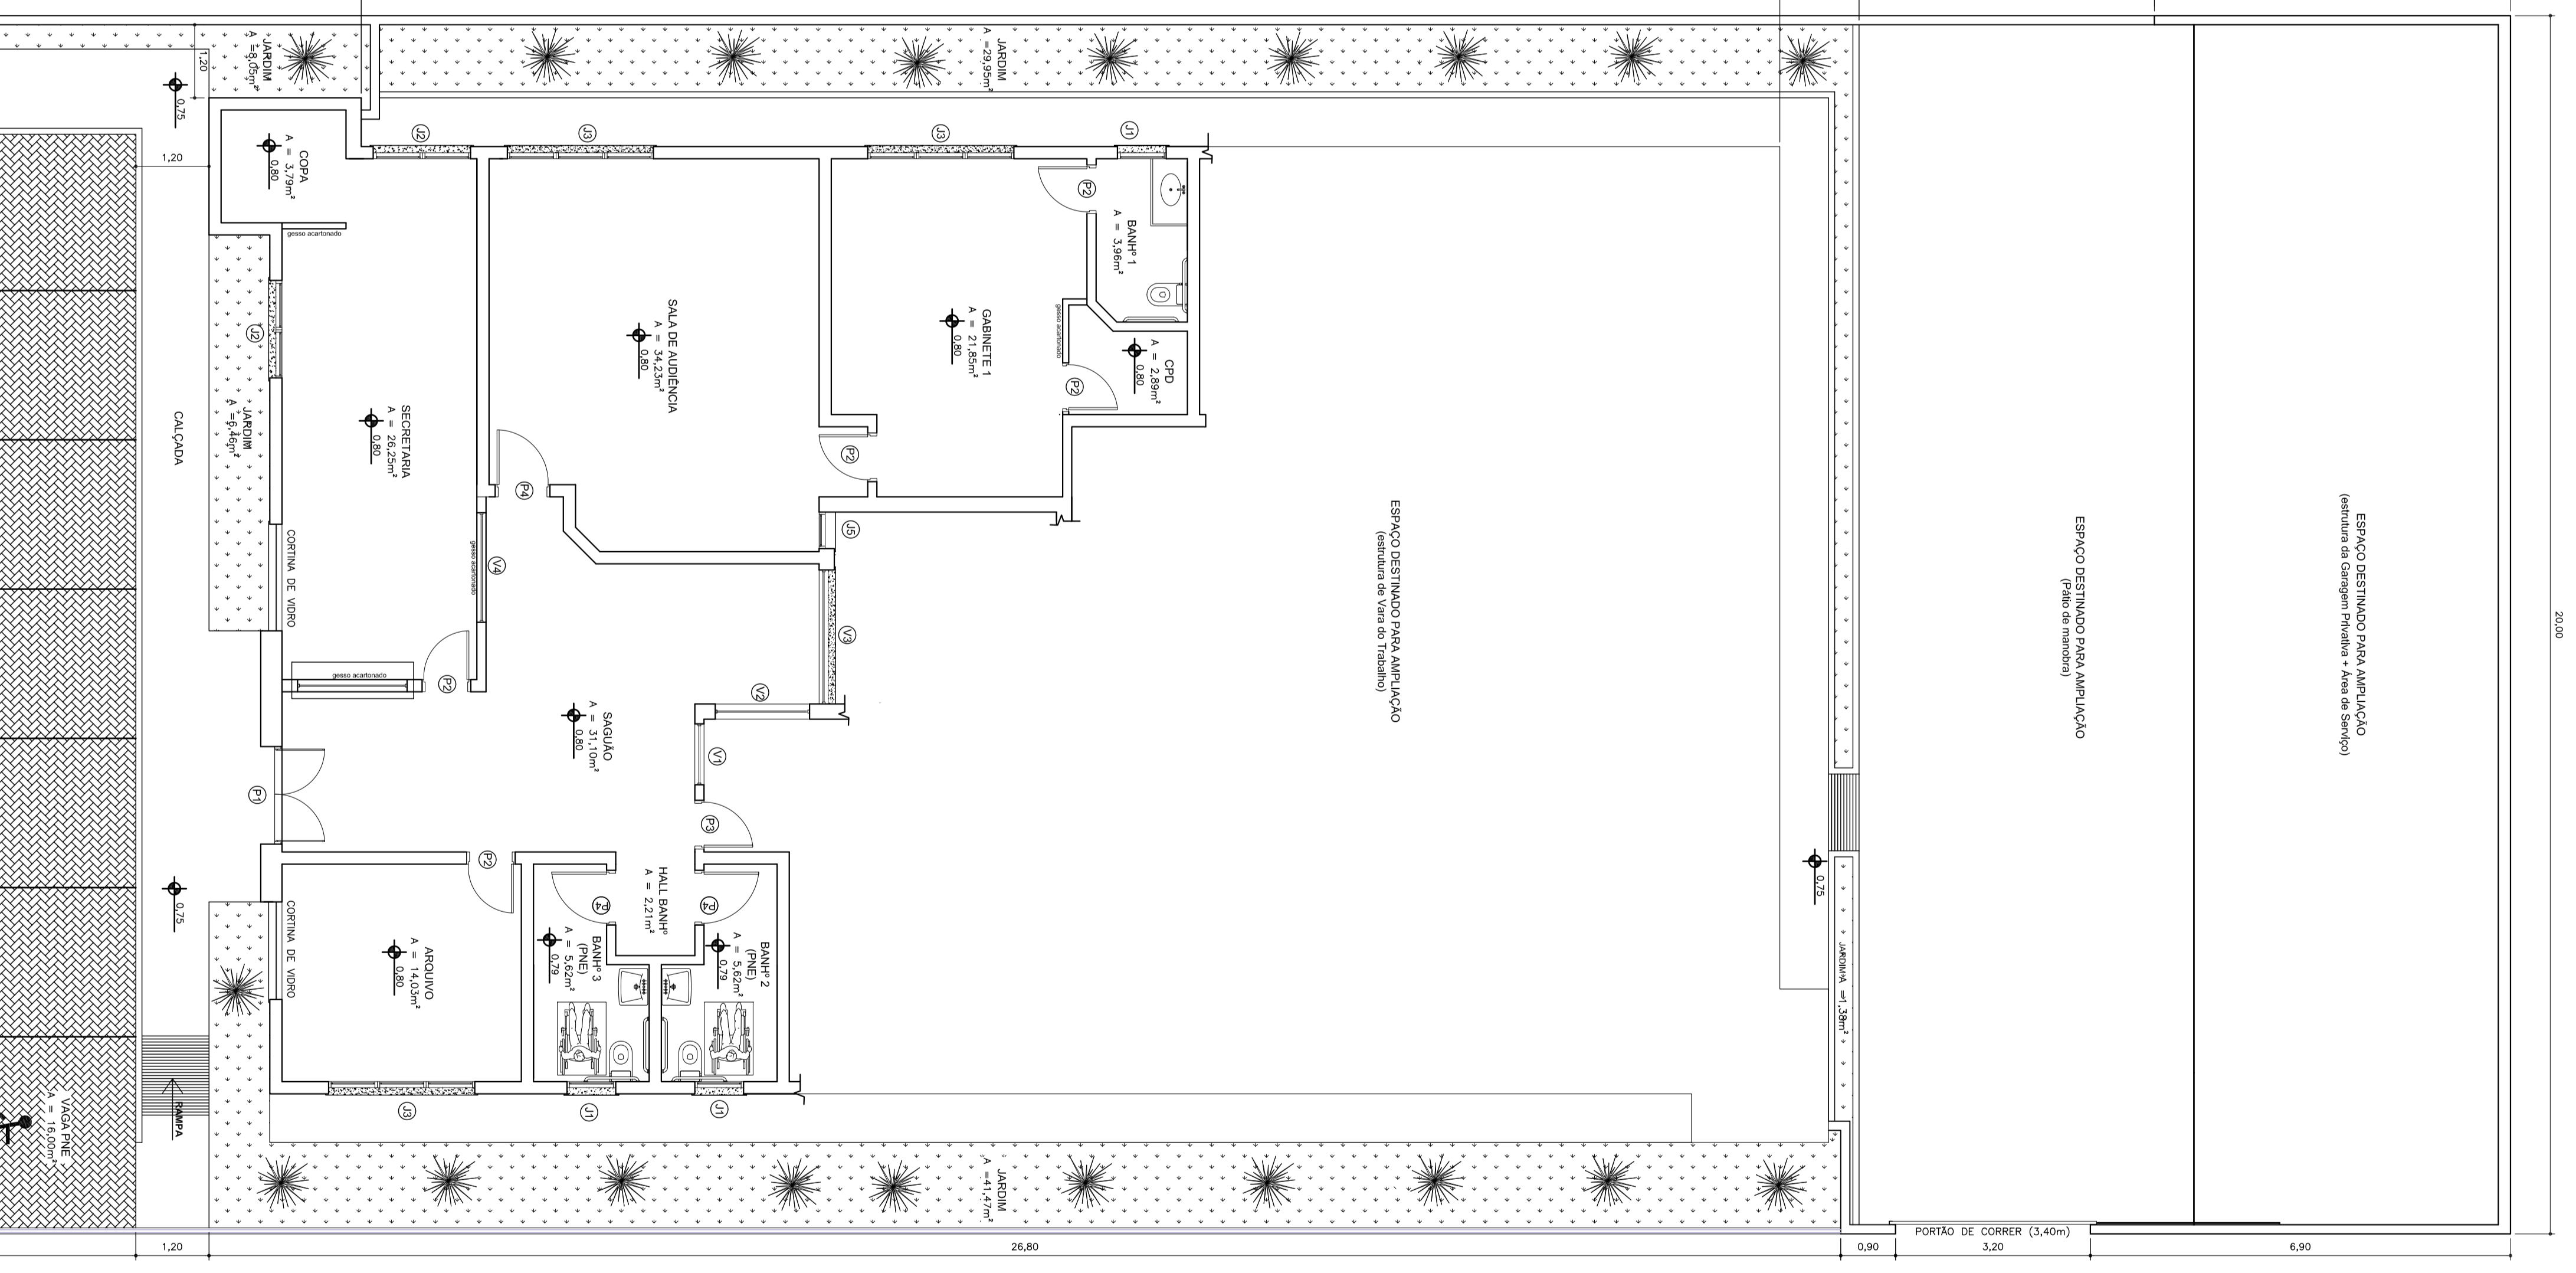 JARDIM
A =8,05m²
1,20
0,75
1,20
COPA
A = 3,79m²
0,80
gesso acartonado
J2
J3
J3
J1
JARDIM
A =29,95m²
P2
BANHº 1
A = 3,96m²
GABINETE 1
A = 21,85m²
0,80
gesso acartonado
CPD
A = 2,89m²
0,80
P2
SALA DE AUDIÊNCIA
A = 34,23m²
0,80
J2
JARDIM
A =6,46m²
CALÇADA
SECRETARIA
A = 26,25m²
0,80
P4
P2
J5
CORTINA DE VIDRO
gesso acartonado
V4
V3
P2
gesso acartonado
V2
SAGUÃO
A = 31,10m²
0,80
V1
P1
P3
P2
HALL BANHº
A = 2,21m²
P4
P4
0,75
CORTINA DE VIDRO
ARQUIVO
A = 14,03m²
0,80
BANHº 3
(PNE)
A = 5,62m²
0,79
BANHº 2
(PNE)
A = 5,62m²
0,79
J3
J1
J1
RAMPA
VAGA PNE
A = 16,00m²
JARDIM
A =41,47m²
ESPAÇO DESTINADO PARA AMPLIAÇÃO
(estrutura de Vara do Trabalho)
0,75
JARDIM A =1,38m²
ESPAÇO DESTINADO PARA AMPLIAÇÃO
(Pátio de manobra)
ESPAÇO DESTINADO PARA AMPLIAÇÃO
(estrutura da Garagem Privativa + Área de Serviço)
20,00
PORTÃO DE CORRER (3,40m)
1,20
26,80
0,90
3,20
6,90